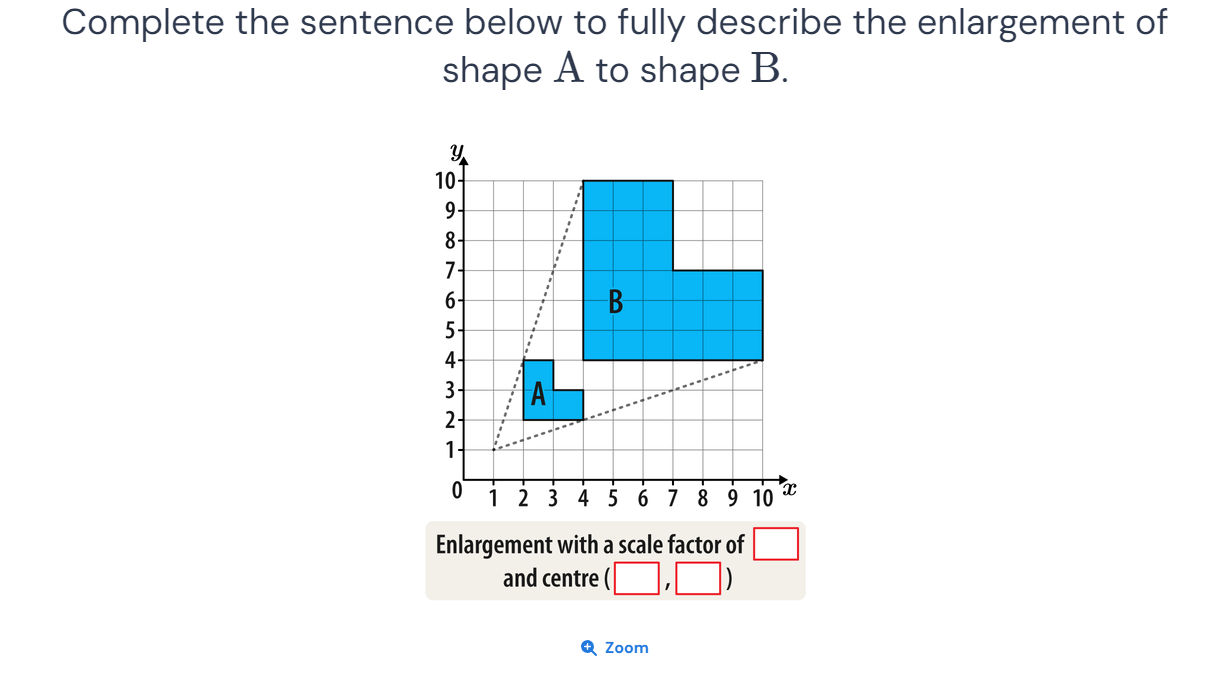 Complete the sentence below to fully describe the enlargement of
shape A to shape B.
y
10
9
8
7
6
5
4
3
2
1
B
A
0 1 2 3 4 5 6 7 8 9 10 x
Enlargement with a scale factor of
and centre ( , )
Zoom